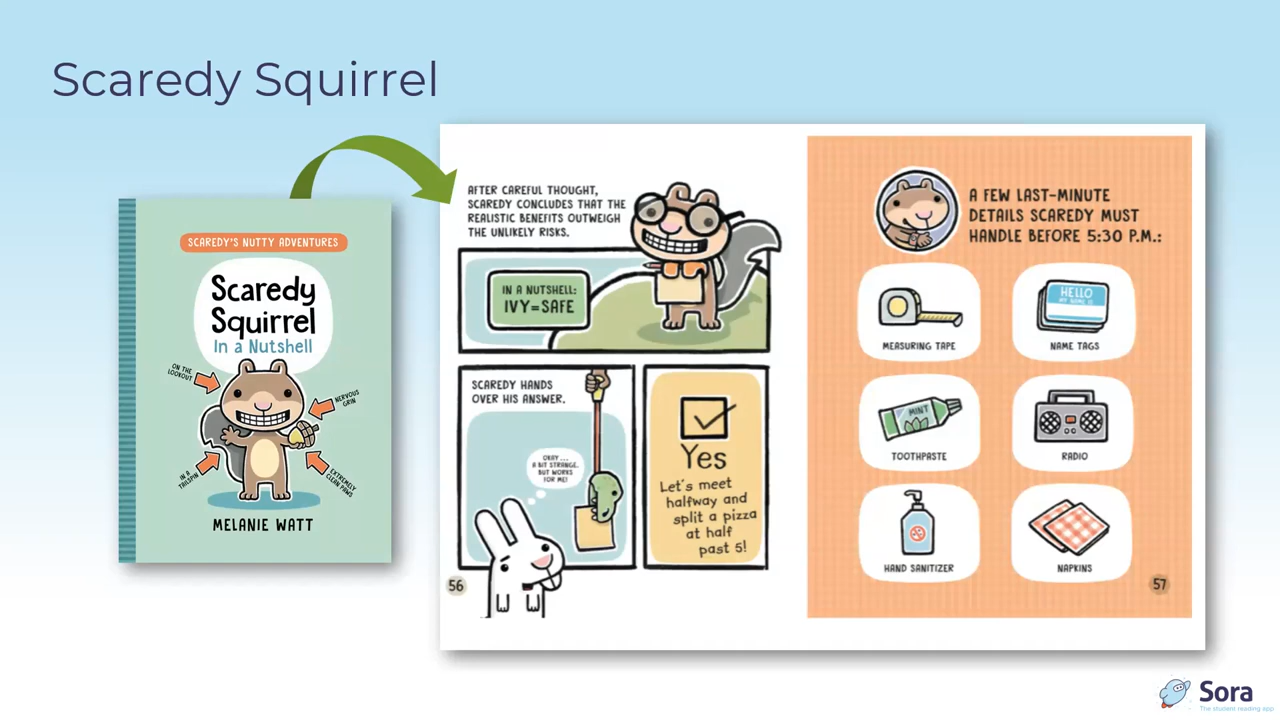 Scaredy Squirrel
SCAREDY'S NUTTY ADVENTURES
Scaredy
Squirrel
In a Nutshell
ON THE
LOOKOUT
NERVOUS
GRIN
IN A
TAILSPIN
EXTREMELY
CLEAN PAWS
MELANIE WATT
AFTER CAREFUL THOUGHT,
SCAREDY CONCLUDES THAT THE
REALISTIC BENEFITS OUTWEIGH
THE UNLIKELY RISKS.
IN A NUTSHELL:
IVY=SAFE
SCAREDY HANDS
OVER HIS ANSWER.
OKAY ...
A BIT STRANGE.
BUT WORKS
FOR ME!
Yes
Let's meet
halfway and
split a pizza
at half
past 5!
56
A FEW LAST-MINUTE
DETAILS SCAREDY MUST
HANDLE BEFORE 5:30 P.M.:
MEASURING TAPE
HELLO
MY NAME IS
NAME TAGS
MINT
TOOTHPASTE
RADIO
HAND SANITIZER
NAPKINS
57
Sora
The student reading app